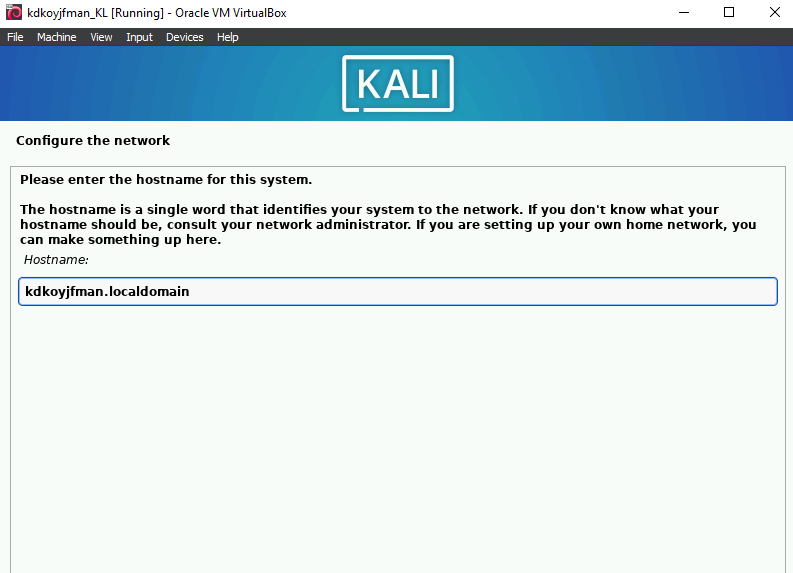 kdkoyjfman_KL [Running] - Oracle VM VirtualBox
File Machine View Input Devices Help
KALI
Configure the network
Please enter the hostname for this system.
The hostname is a single word that identifies your system to the network. If you don't know what your
hostname should be, consult your network administrator. If you are setting up your own home network, you
can make something up here.
Hostname:
kdkoyjfman.localdomain